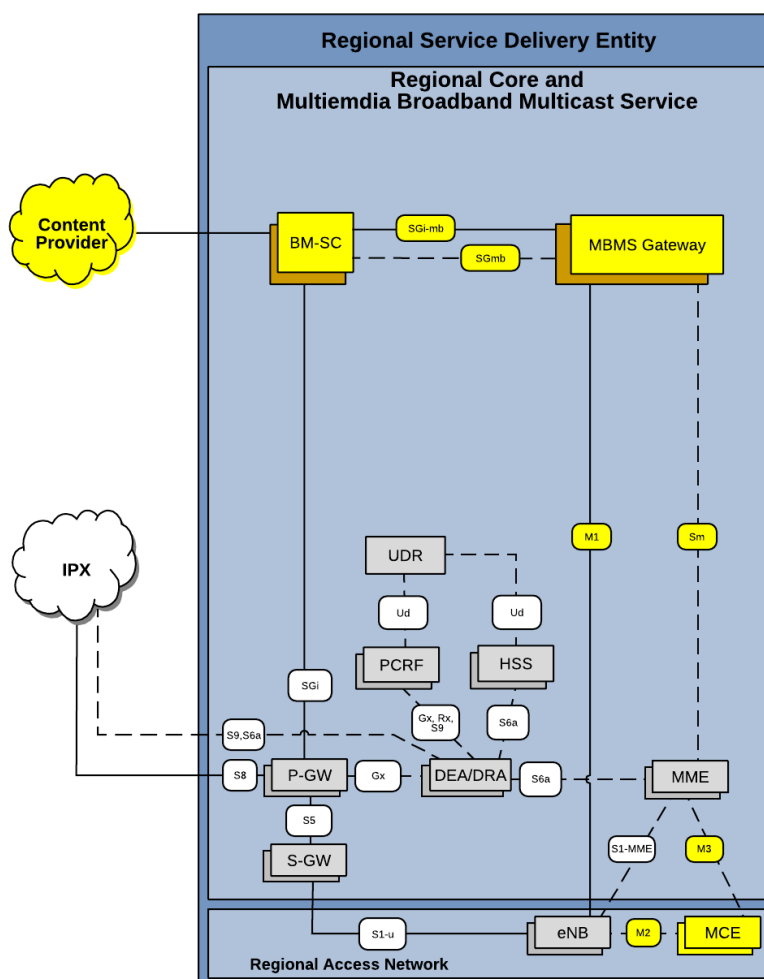 Regional Service Delivery Entity
Regional Core and
Multiemdia Broadband Multicast Service
Content
Provider
BM-SC
SGi-mb
SGmb
MBMS Gateway
IPX
M1
Sm
UDR
Ud
Ud
PCRF
HSS
SGi
Gx, Rx,
S9
S6a
S9,S6a
S8
P-GW
Gx
DEA/DRA
S6a
MME
S5
S-GW
S1-MME
M3
S1-u
eNB
M2
MCE
Regional Access Network